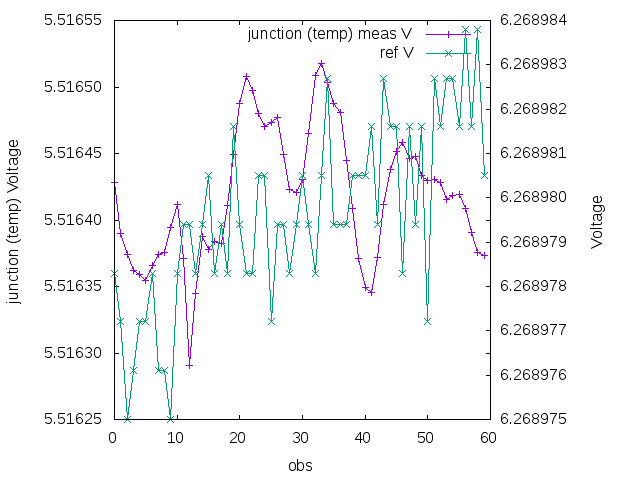 junction (temp) meas V
ref V
5.51655
5.51650
5.51645
5.51640
5.51635
5.51630
5.51625
junction (temp) Voltage
6.268984
6.268983
6.268982
6.268981
6.268980
6.268979
6.268978
6.268977
6.268976
6.268975
Voltage
0 10 20 30 40 50 60
obs